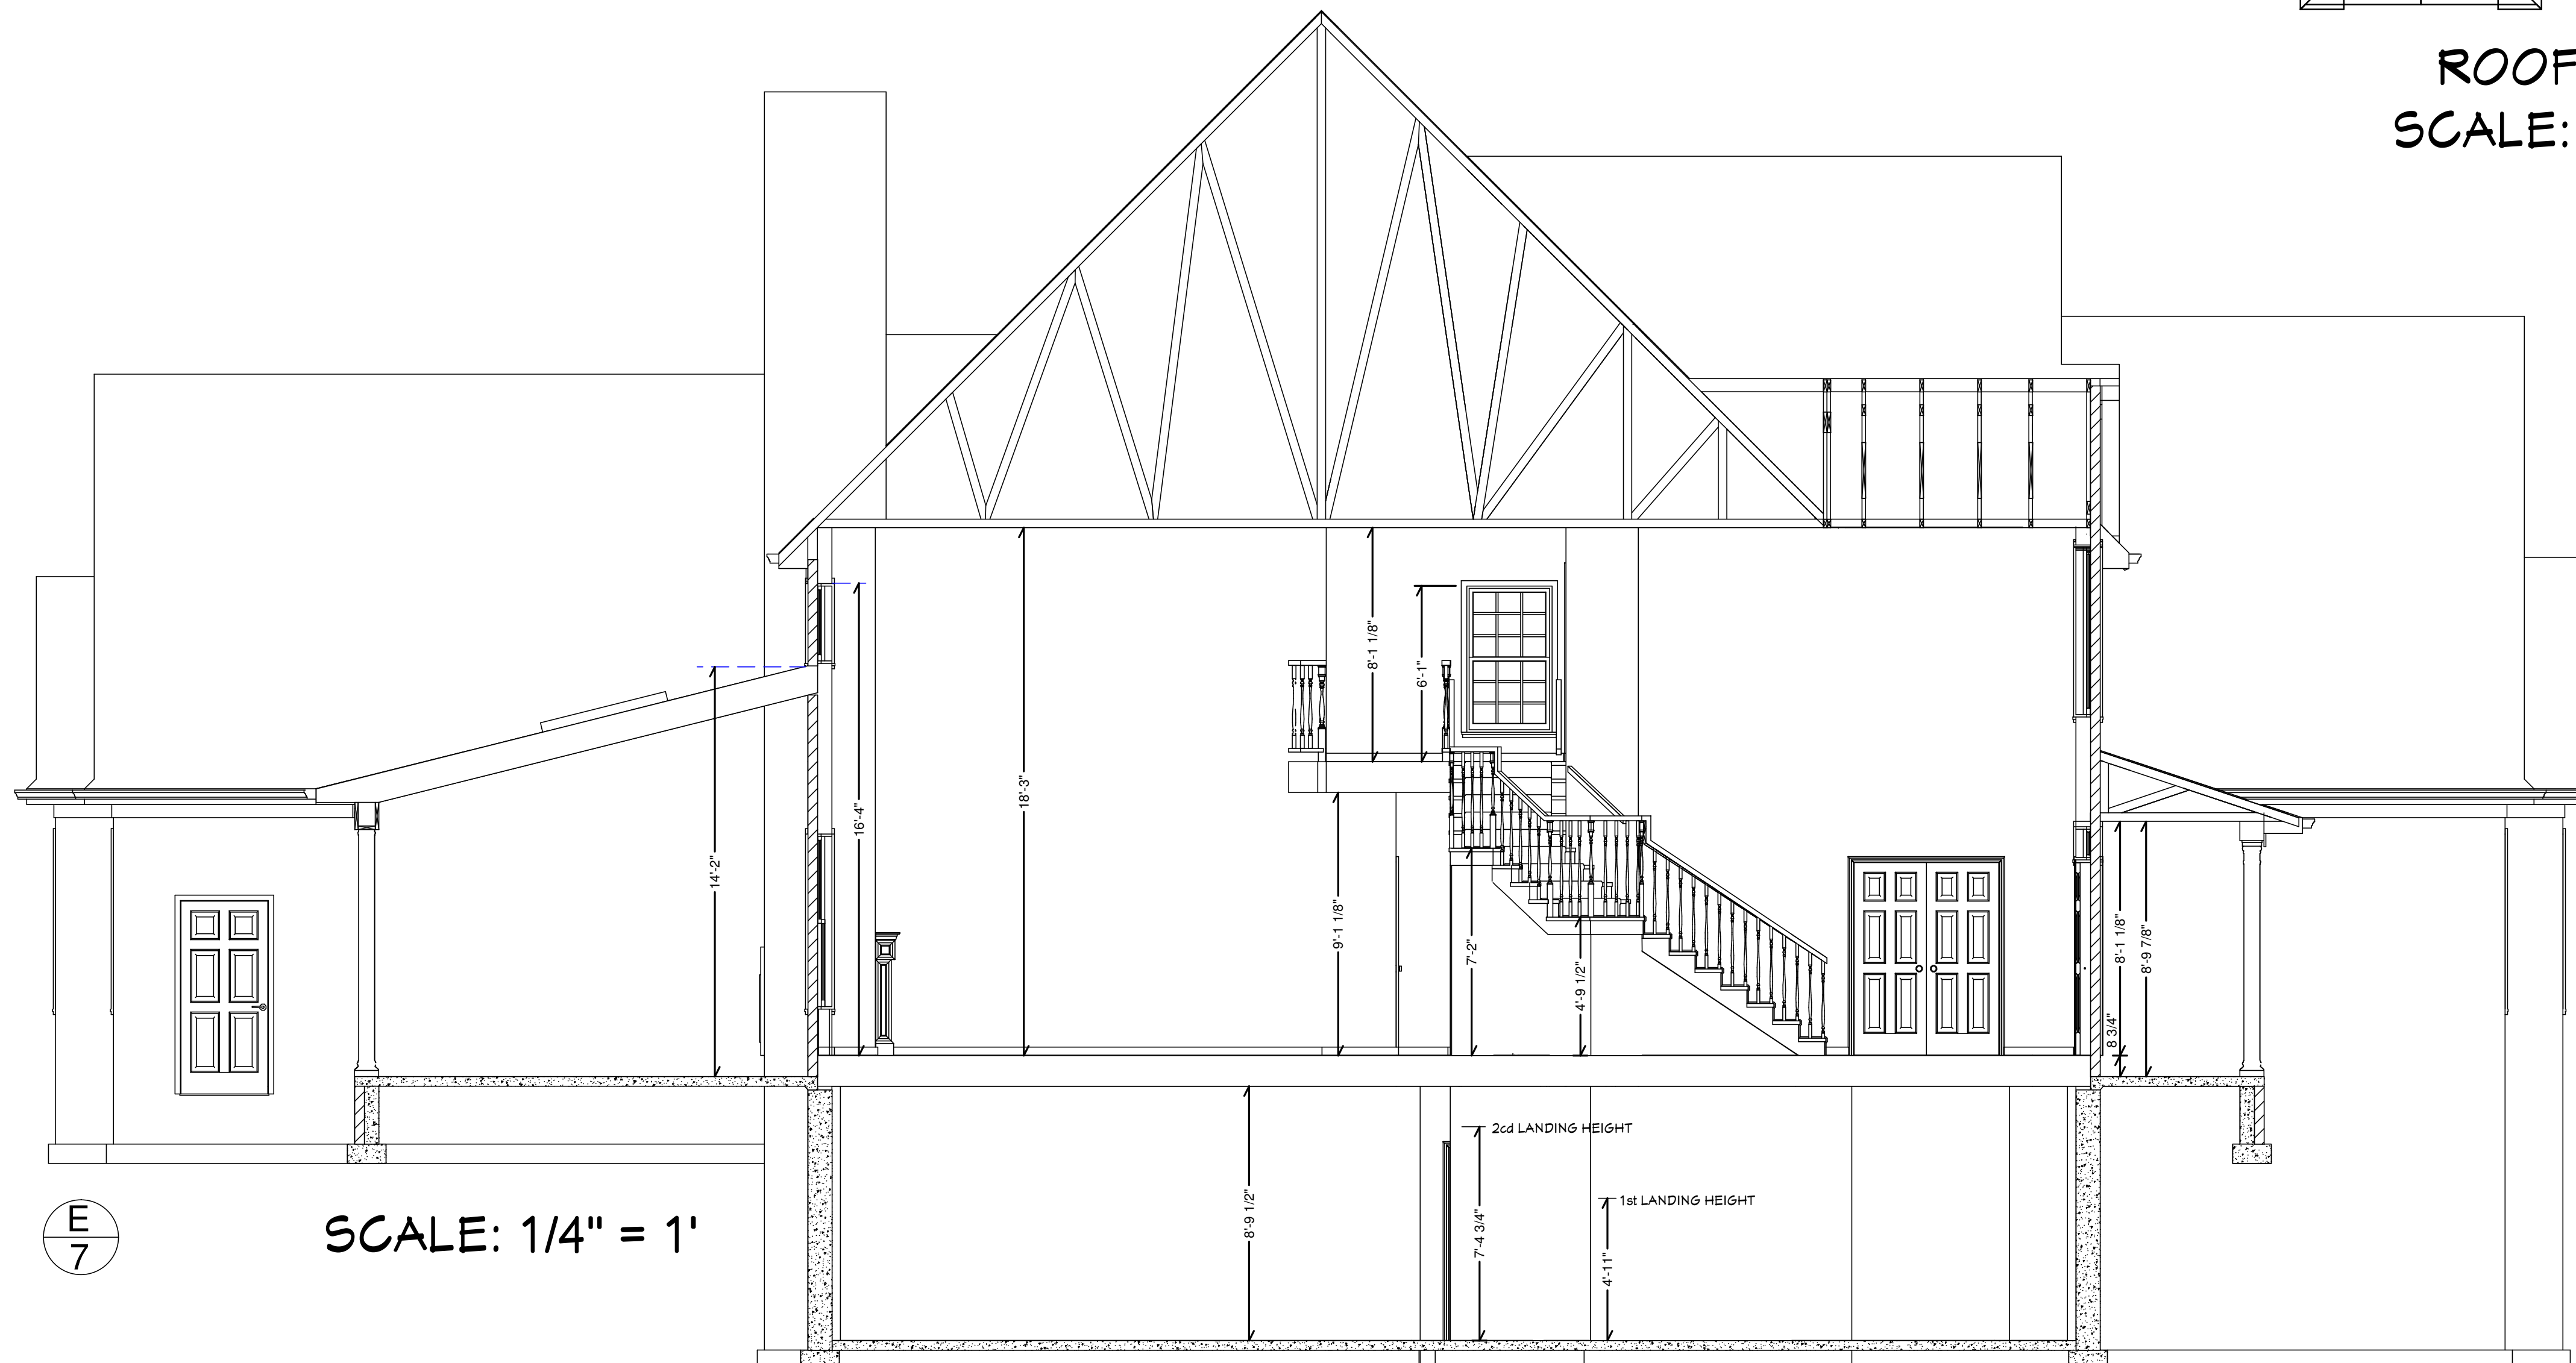 ROOF
SCALE:
8'-1 1/8"
6'-1"
16'-4"
18'-3"
14'-2"
9'-1 1/8"
7'-2"
4'-9 1/2"
8'-1 1/8"
8'-9 7/8"
8 3/4"
2cd LANDING HEIGHT
1st LANDING HEIGHT
8'-9 1/2"
7'-4 3/4"
4'-11"
E
7
SCALE: 1/4" = 1'